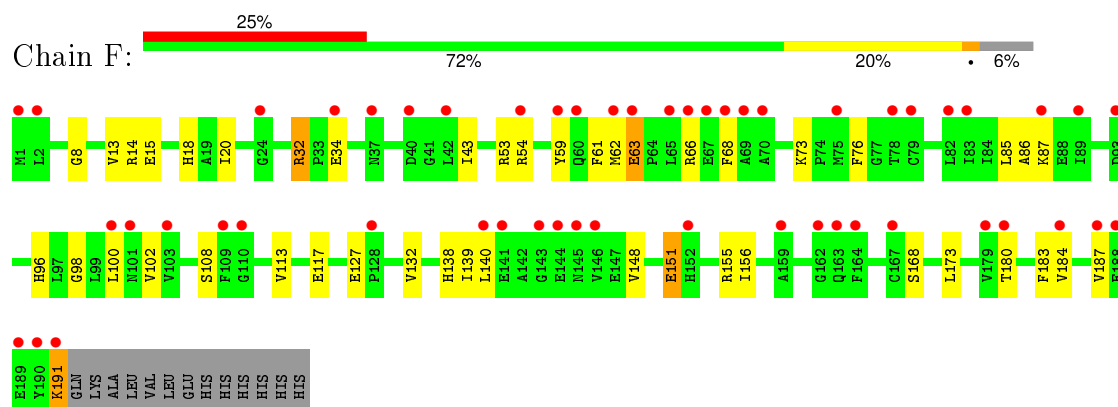 25%
Chain F:
72% 20% • 6%
M1 L2 G8 V13 R14 E15 H18 A19 I20 G24 R32 P33 E34 N37 D40 G41 L42 I43 R53 R54 Y59 Q60 F61 M62 E63 P64 L65 R66 E67 F68 A69 A70 K73 P74 M75 F76 G77 T78 C79 L82 I83 I84 L85 A86 K87 E88 I89
H96 L97 G98 L99 L100 N101 V102 V103 S108 F109 G110 V113 E117 E127 P128 V132 H138 I139 L140 E141 A142 G143 E144 N145 V146 E147 V148 E151 H152 R155 I156 A159 G162 Q163 F164 C167 S168 L173 V179 T180 F183 V184 V187
E189 Y190 K191 GLN LYS ALA LEU VAL LEU GLU HIS HIS HIS HIS HIS HIS